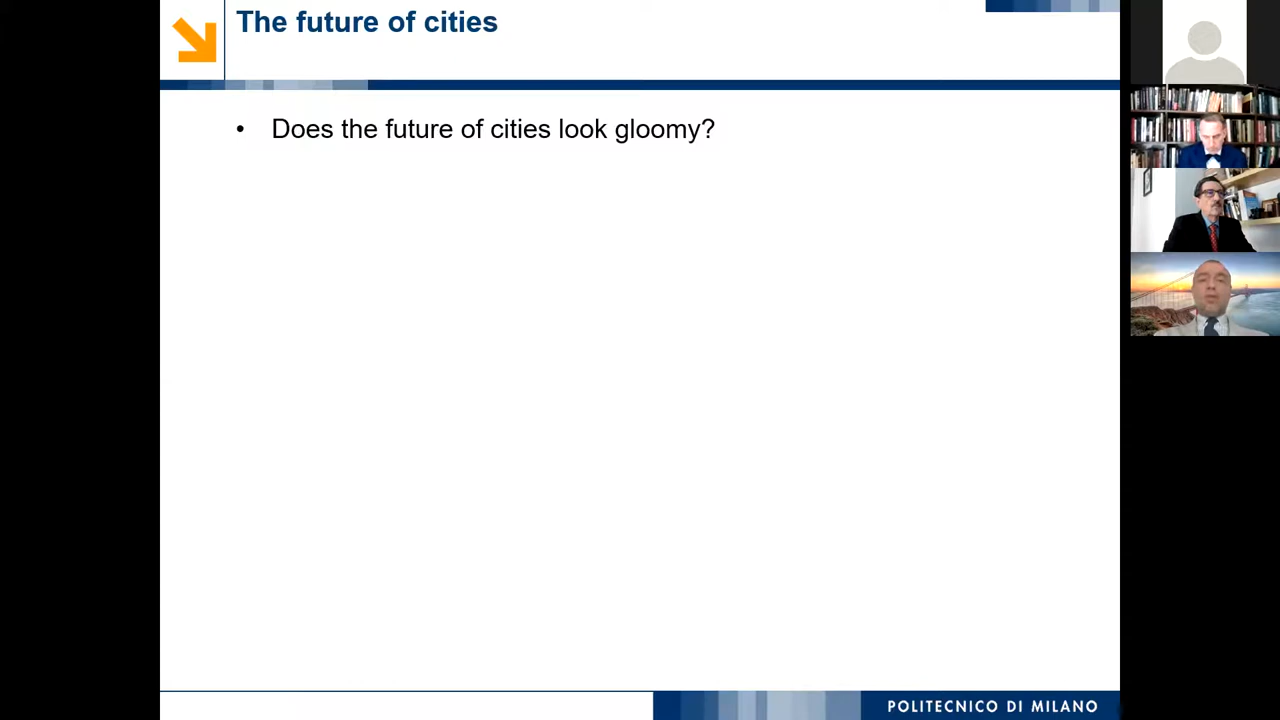 The future of cities
• Does the future of cities look gloomy?
POLITECNICO DI MILANO